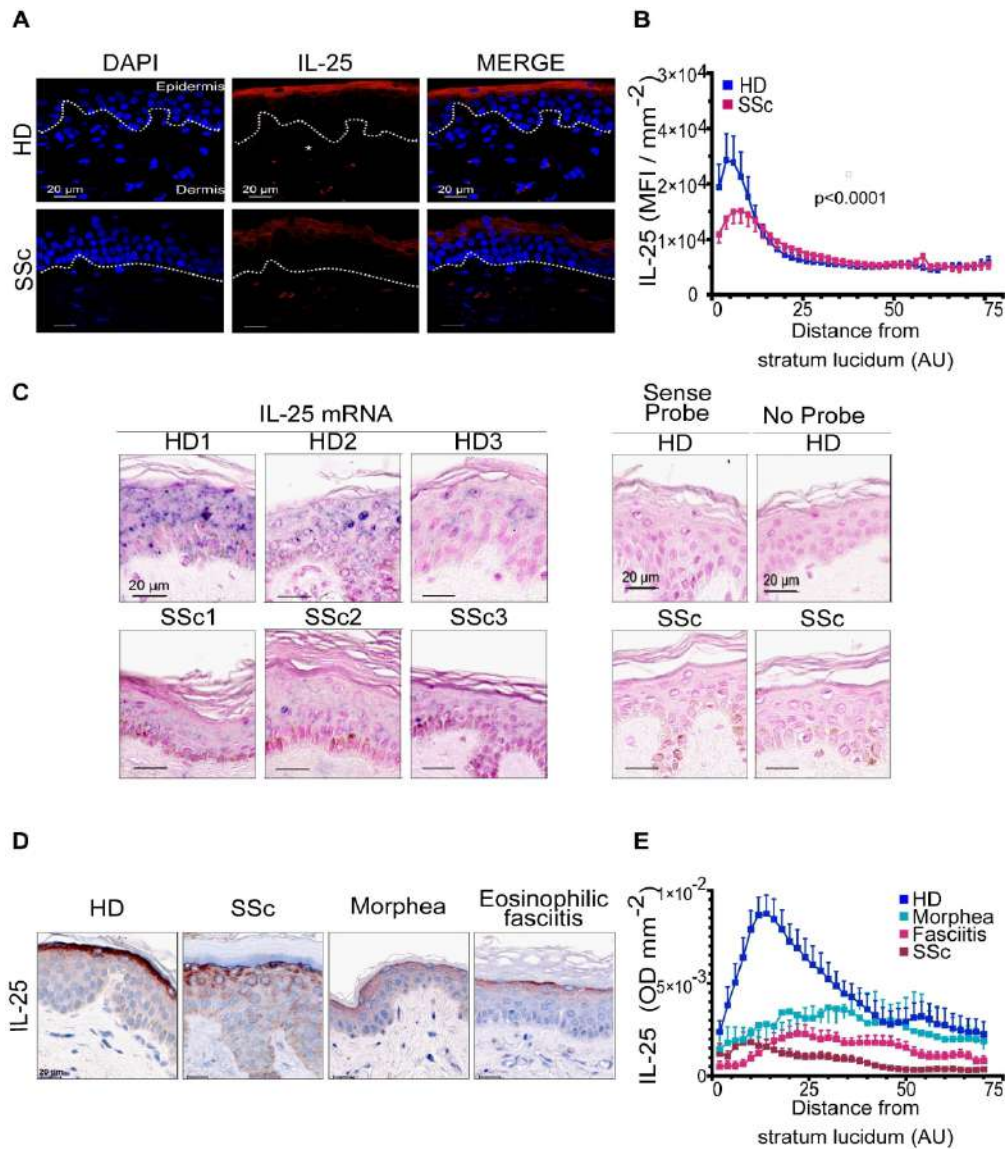 A
DAPI IL-25 MERGE
HD
Epidermis
Dermis
20 µm 20 µm 20 µm
SSc
B
IL-25 (MFI / mm⁻²)
3×10⁴
4×10⁴
2×10⁴
1×10⁴
0
HD
SSc
p<0.0001
0 25 50 75
Distance from
stratum lucidum (AU)
C
IL-25 mRNA
HD1 HD2 HD3
20 µm
SSc1 SSc2 SSc3
Sense
Probe
No Probe
HD HD
20 µm 20 µm
SSc SSc
D
HD SSc Morphea Eosinophilic
fasciitis
IL-25
20 µm
E
IL-25 (OD mm⁻²)
1×10⁻²
5×10⁻³
0
HD
Morphea
Fasciitis
SSc
0 25 50 75
Distance from
stratum lucidum (AU)